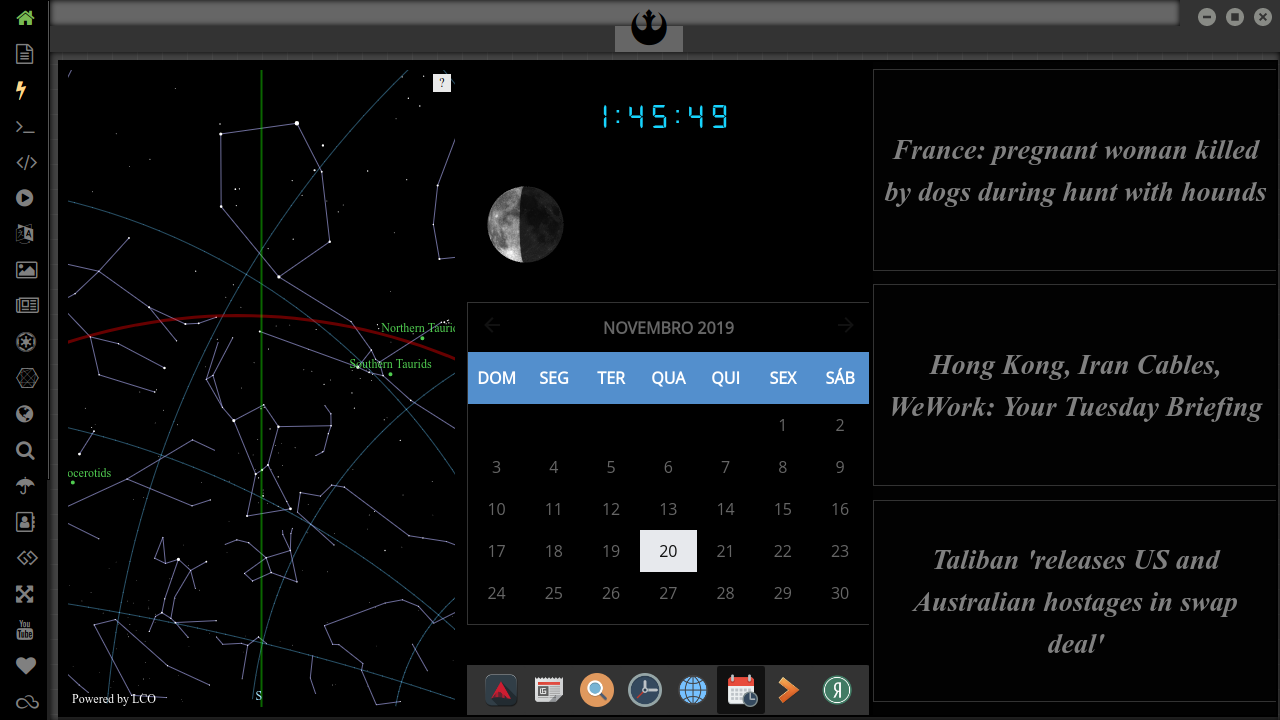 ?
Northern Tauric
Southern Taurids
ocerotids
Powered by LCO
S
1:45:49
NOVEMBRO 2019
DOM SEG TER QUA QUI SEX SÁB
1 2
3 4 5 6 7 8 9
10 11 12 13 14 15 16
17 18 19 20 21 22 23
24 25 26 27 28 29 30
France: pregnant woman killed
by dogs during hunt with hounds
Hong Kong, Iran Cables,
WeWork: Your Tuesday Briefing
Taliban 'releases US and
Australian hostages in swap
deal'
You
Tube
Я